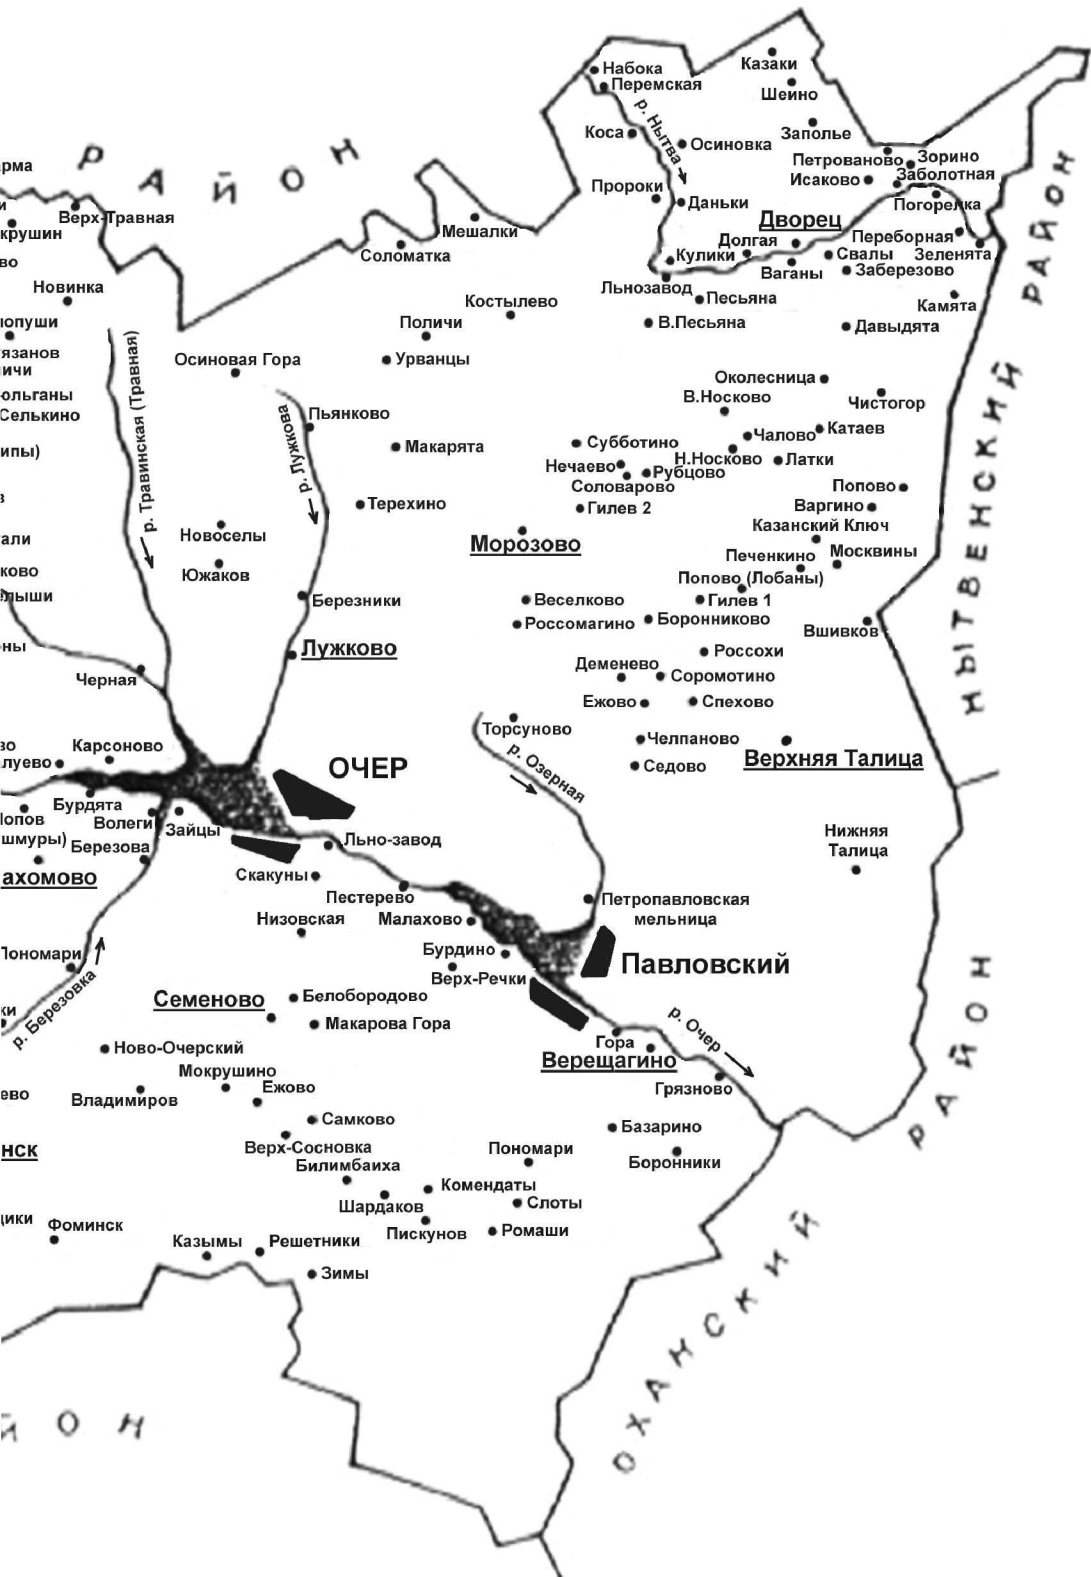 Набока
Перемская
Казаки
Шеино
р. Нытва
Коса
Осиновка
Заполье
Петрованово
Зорино
Исаково
Заболотная
Пророки
Даньки
Погорелка
Дворец
Переборная
Долгая
Кулики
Свалы
Зеленята
Ваганы
Заберезово
Льнозавод
Песьяна
Камята
В.Песьяна
Давыдята
РАЙОН
Верх-Травная
Мешалки
Соломатка
Новинка
Костылево
Поличи
Осиновая Гора
Урванцы
р. Травинская (Травная)
р. Лужкова
Пьянково
Макарята
Селькино
Околесница
В.Носково
Чистогор
Субботино
Чалово
Катаев
Нечаево
Рубцово
Н.Носково
Латки
Соловарово
Терехино
Гилев 2
Попово
Варгино
Новоселы
Морозово
Казанский Ключ
Южаков
Печенкино
Москвины
Попово (Лобаны)
Березники
Веселково
Гилев 1
Россомагино
Боронниково
Вшивков
Лужково
Россохи
Черная
Деменево
Соромотино
Ежово
Спехово
Торсуново
Челпаново
Карсоново
Верхняя Талица
ОЧЕР
р. Озерная
Седово
Бурдята
Волеги
Зайцы
Нижняя
Талица
Березова
Льно-завод
Скакуны
Пестерево
Петропавловская
мельница
Низовская
Малахово
Бурдино
Верх-Речки
Павловский
Пономари
р. Березовка
Семеново
Белобородово
Макарова Гора
р. Очер
Гора
Верещагино
Ново-Очерский
Мокрушино
Ежово
Грязново
Владимиров
Самково
Базарино
Верх-Сосновка
Пономари
Боронники
Билимбаиха
Комендаты
Шардаков
Слоты
Пискунов
Ромаши
Фоминск
Казымы
Решетники
Зимы
НЫТВЕНСКИЙ РАЙОН
ОХАНСКИЙ РАЙОН